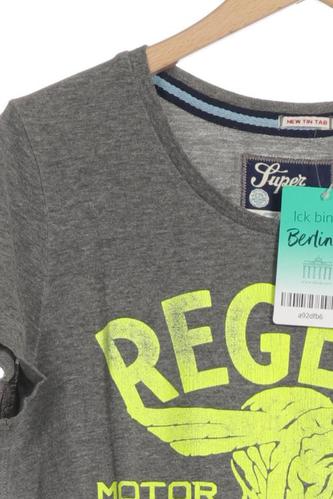 NEW TIN TAB
Super
Ick bin
Berlin
a92dfb6
REGE
MOTOR